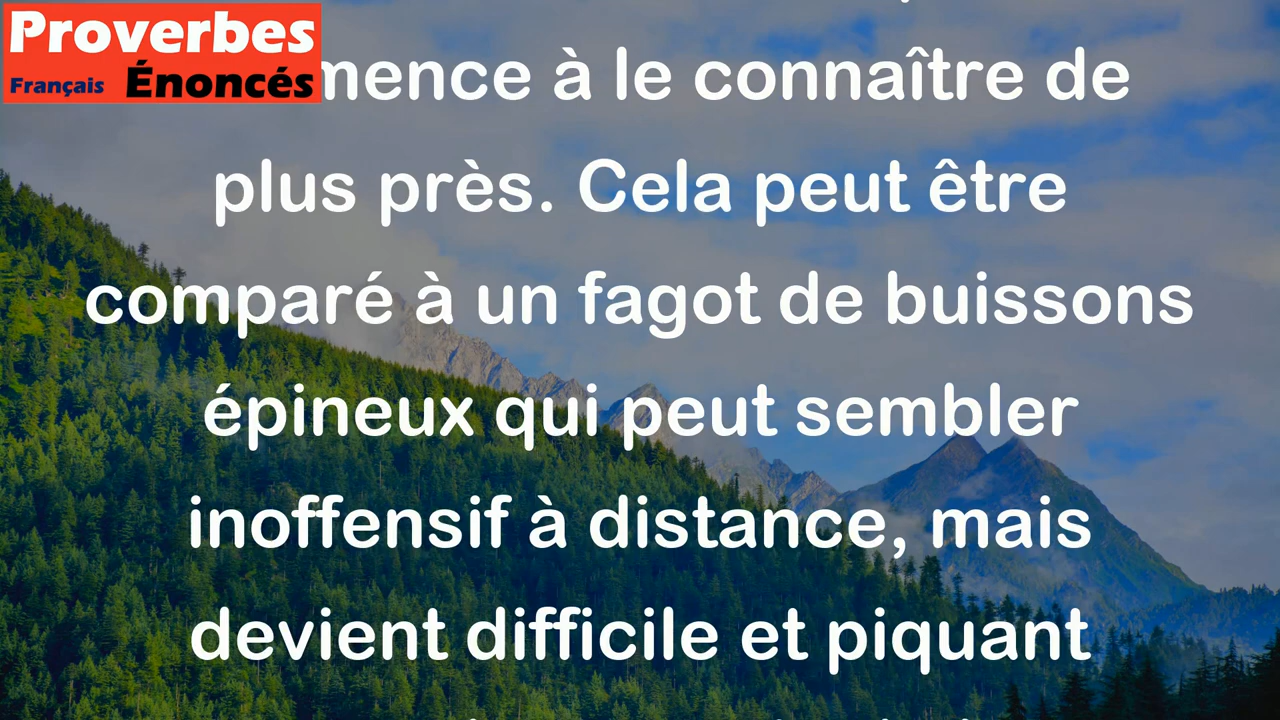 Proverbes
Français Énoncés
mence à le connaître de
plus près. Cela peut être
comparé à un fagot de buissons
épineux qui peut sembler
inoffensif à distance, mais
devient difficile et piquant